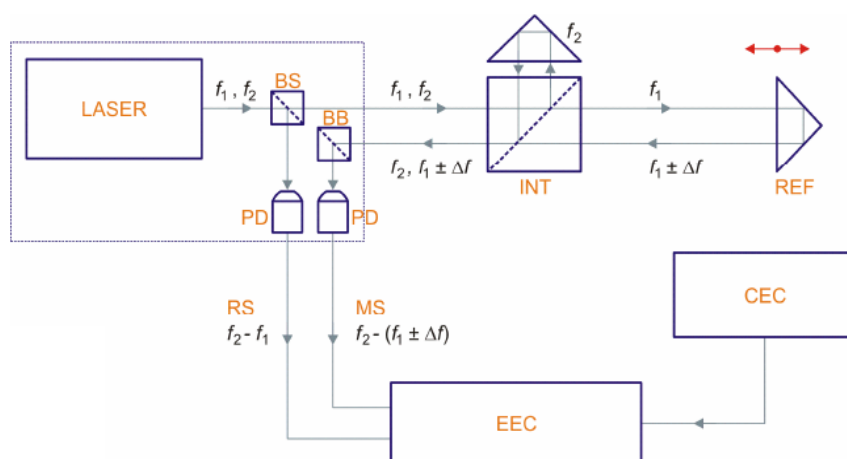 f₂
f₁ , f₂
BS
f₁ , f₂
f₁
LASER
BB
f₂, f₁ ± Δf
f₁ ± Δf
INT
REF
PD
PD
RS
MS
CEC
f₂ - f₁
f₂ - (f₁ ± Δf)
EEC